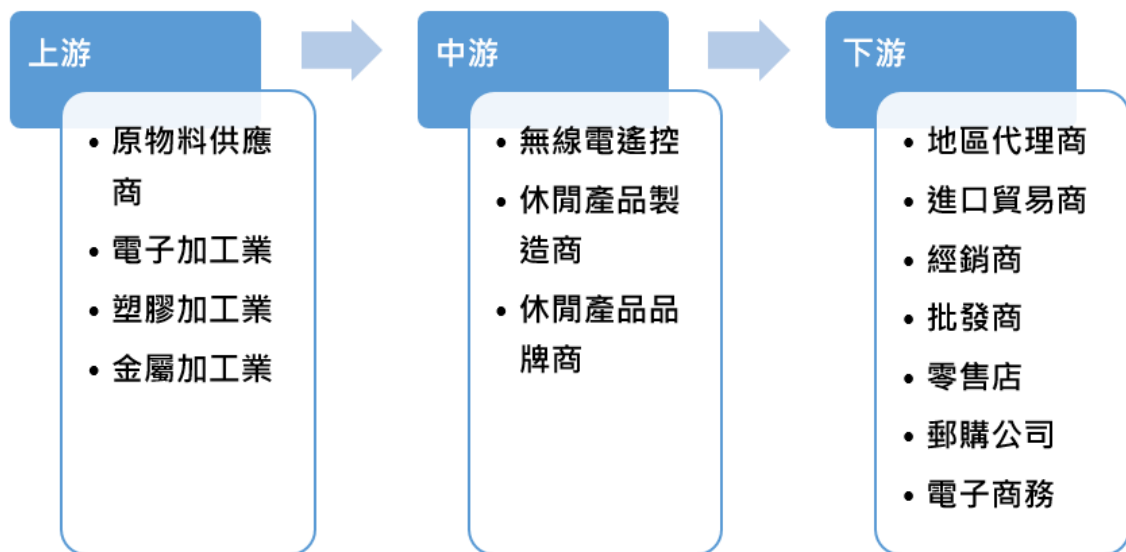 上游
• 原物料供應
商
• 電子加工業
• 塑膠加工業
• 金屬加工業
中游
• 無線電遙控
• 休閒產品製
造商
• 休閒產品品
牌商
下游
• 地區代理商
• 進口貿易商
• 經銷商
• 批發商
• 零售店
• 郵購公司
• 電子商務